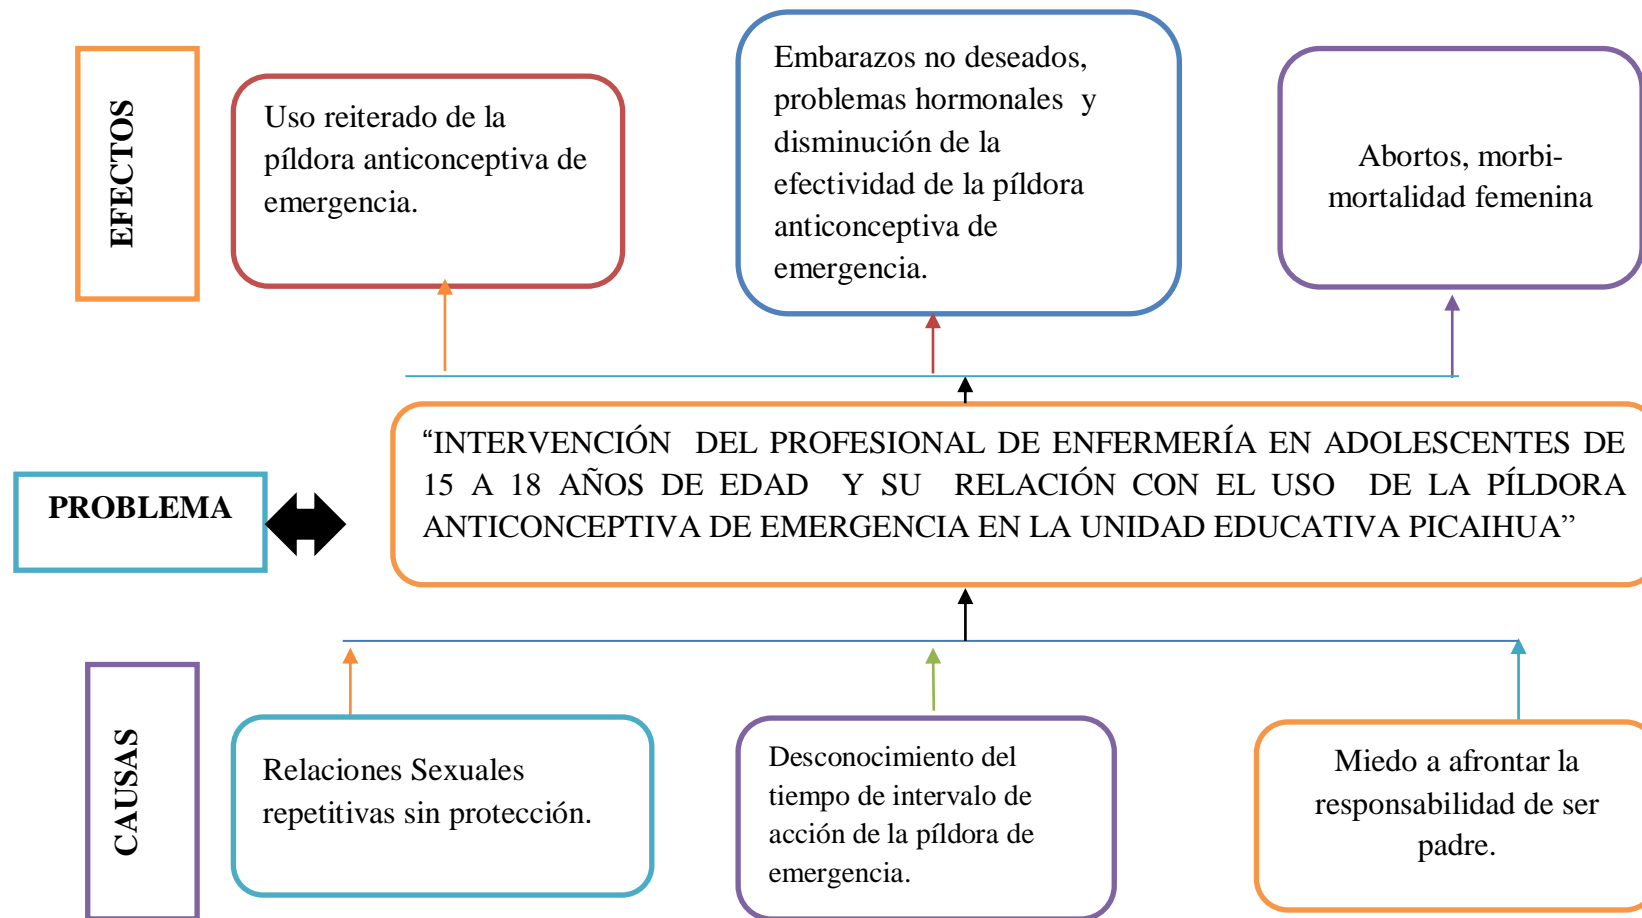 EFECTOS
Uso reiterado de la
píldora anticonceptiva de
emergencia.
Embarazos no deseados,
problemas hormonales y
disminución de la
efectividad de la píldora
anticonceptiva de
emergencia.
Abortos, morbi-
mortalidad femenina
PROBLEMA
“INTERVENCIÓN DEL PROFESIONAL DE ENFERMERÍA EN ADOLESCENTES DE
15 A 18 AÑOS DE EDAD Y SU RELACIÓN CON EL USO DE LA PÍLDORA
ANTICONCEPTIVA DE EMERGENCIA EN LA UNIDAD EDUCATIVA PICAIHUA”
CAUSAS
Relaciones Sexuales
repetitivas sin protección.
Desconocimiento del
tiempo de intervalo de
acción de la píldora de
emergencia.
Miedo a afrontar la
responsabilidad de ser
padre.